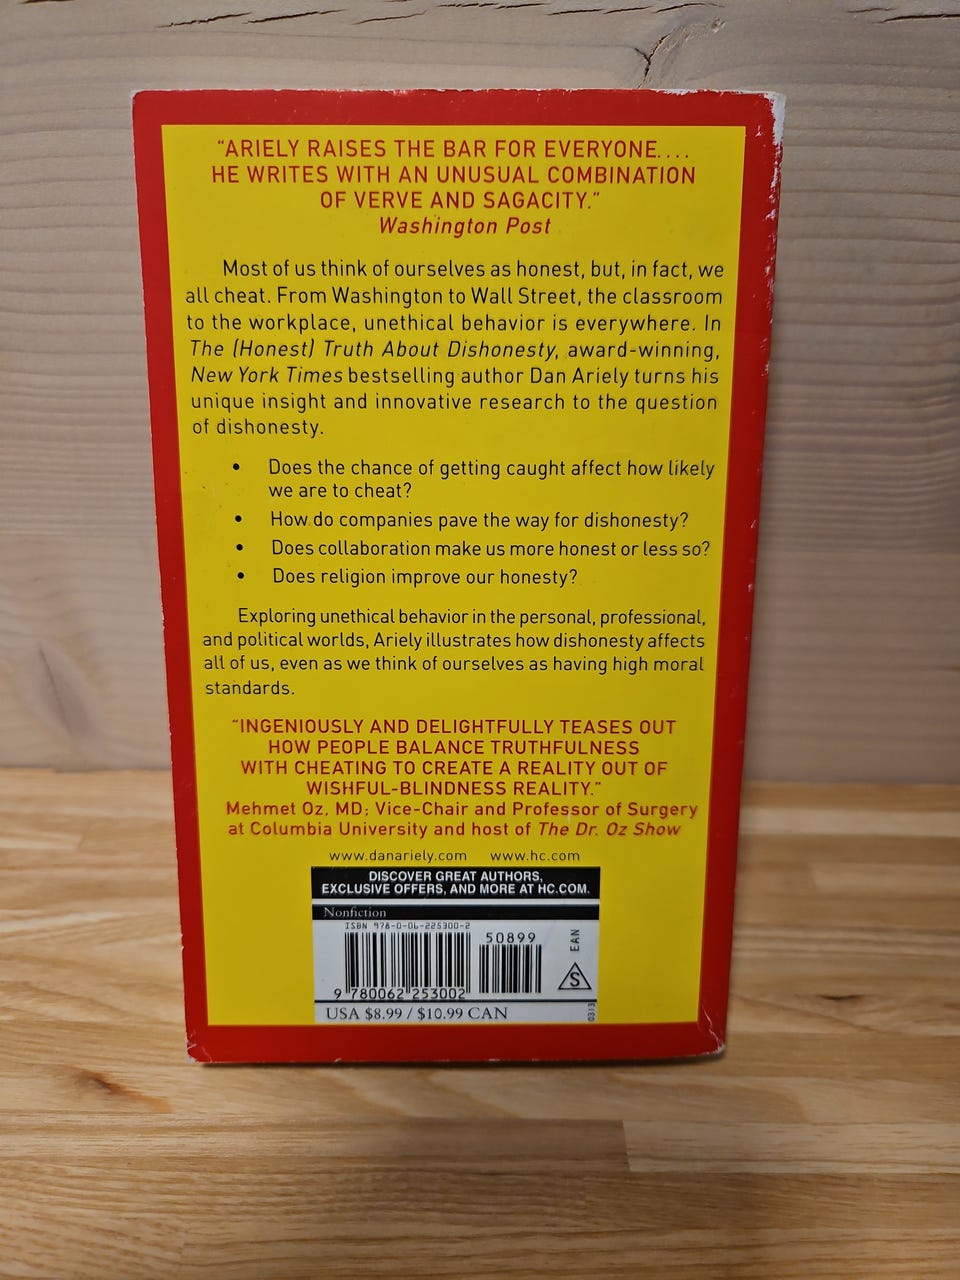 "ARIELY RAISES THE BAR FOR EVERYONE....
HE WRITES WITH AN UNUSUAL COMBINATION
OF VERVE AND SAGACITY."
Washington Post
Most of us think of ourselves as honest, but, in fact, we
all cheat. From Washington to Wall Street, the classroom
to the workplace, unethical behavior is everywhere. In
The (Honest) Truth About Dishonesty, award-winning,
New York Times bestselling author Dan Ariely turns his
unique insight and innovative research to the question
of dishonesty.
• Does the chance of getting caught affect how likely
we are to cheat?
• How do companies pave the way for dishonesty?
• Does collaboration make us more honest or less so?
• Does religion improve our honesty?
Exploring unethical behavior in the personal, professional,
and political worlds, Ariely illustrates how dishonesty affects
all of us, even as we think of ourselves as having high moral
standards.
"INGENIOUSLY AND DELIGHTFULLY TEASES OUT
HOW PEOPLE BALANCE TRUTHFULNESS
WITH CHEATING TO CREATE A REALITY OUT OF
WISHFUL-BLINDNESS REALITY."
Mehmet Oz, MD; Vice-Chair and Professor of Surgery
at Columbia University and host of The Dr. Oz Show
www.danariely.com www.hc.com
DISCOVER GREAT AUTHORS,
EXCLUSIVE OFFERS, AND MORE AT HC.COM.
Nonfiction
ISBN 978-0-06-225300-2
50899
EAN
S
9 780062 253002
USA $8.99 / $10.99 CAN
0313